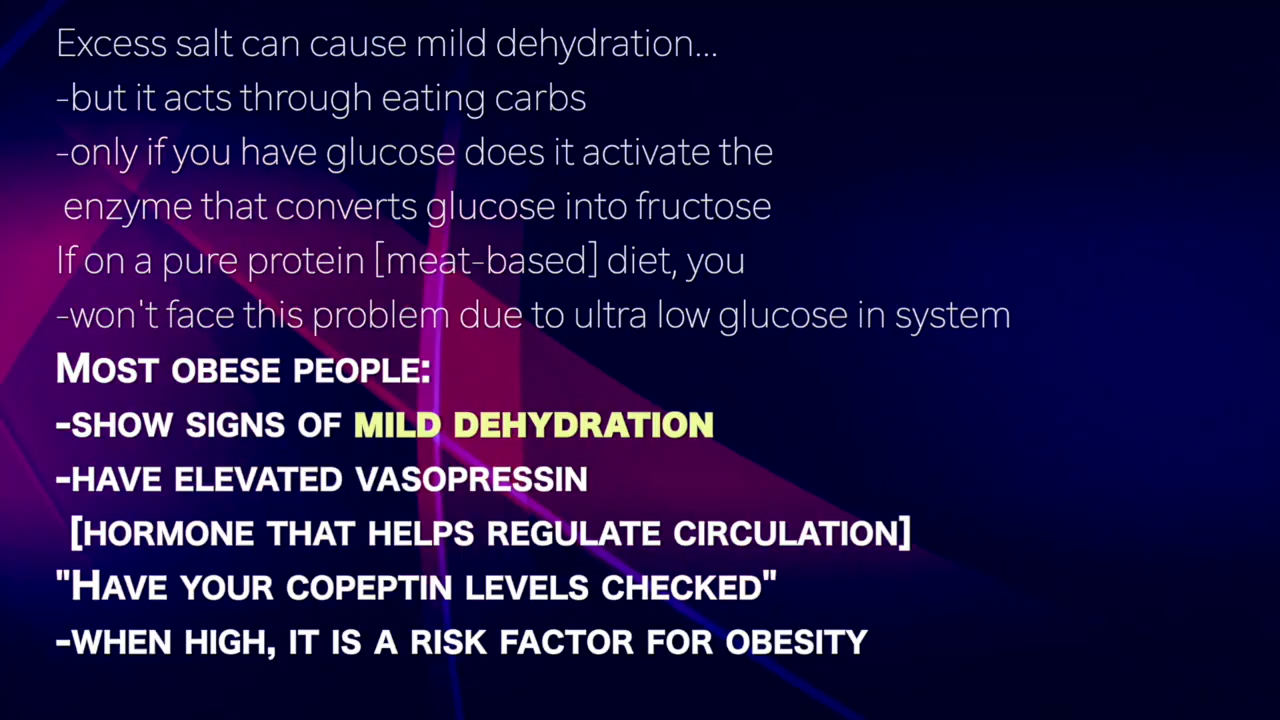 Excess salt can cause mild dehydration...
-but it acts through eating carbs
-only if you have glucose does it activate the
enzyme that converts glucose into fructose
If on a pure protein [meat-based] diet, you
-won't face this problem due to ultra low glucose in system
MOST OBESE PEOPLE:
-SHOW SIGNS OF MILD DEHYDRATION
-HAVE ELEVATED VASOPRESSIN
[HORMONE THAT HELPS REGULATE CIRCULATION]
"HAVE YOUR COPEPTIN LEVELS CHECKED"
-WHEN HIGH, IT IS A RISK FACTOR FOR OBESITY